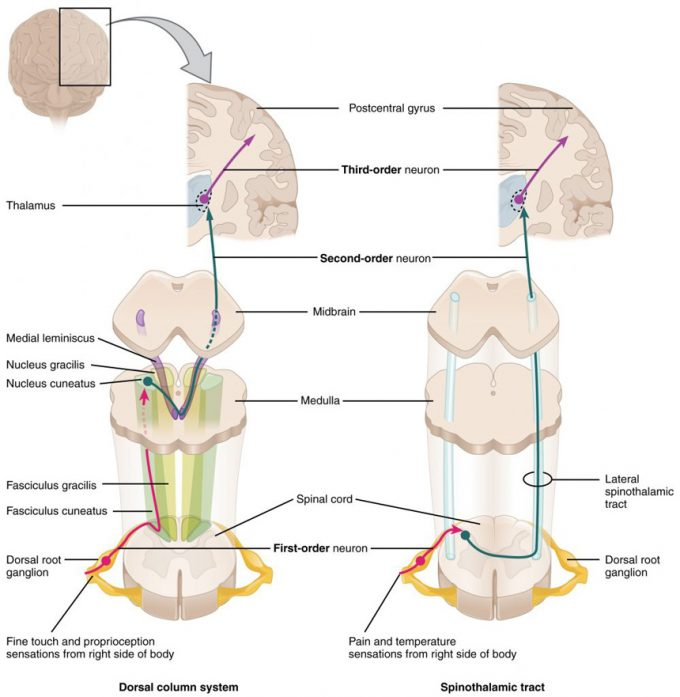 Postcentral gyrus
Third-order neuron
Thalamus
Second-order neuron
Midbrain
Medial leminiscus
Nucleus gracilis
Nucleus cuneatus
Medulla
Fasciculus gracilis
Fasciculus cuneatus
Spinal cord
Lateral
spinothalamic
tract
First-order neuron
Dorsal root
ganglion
Dorsal root
ganglion
Fine touch and proprioception
sensations from right side of body
Pain and temperature
sensations from right side of body
Dorsal column system
Spinothalamic tract